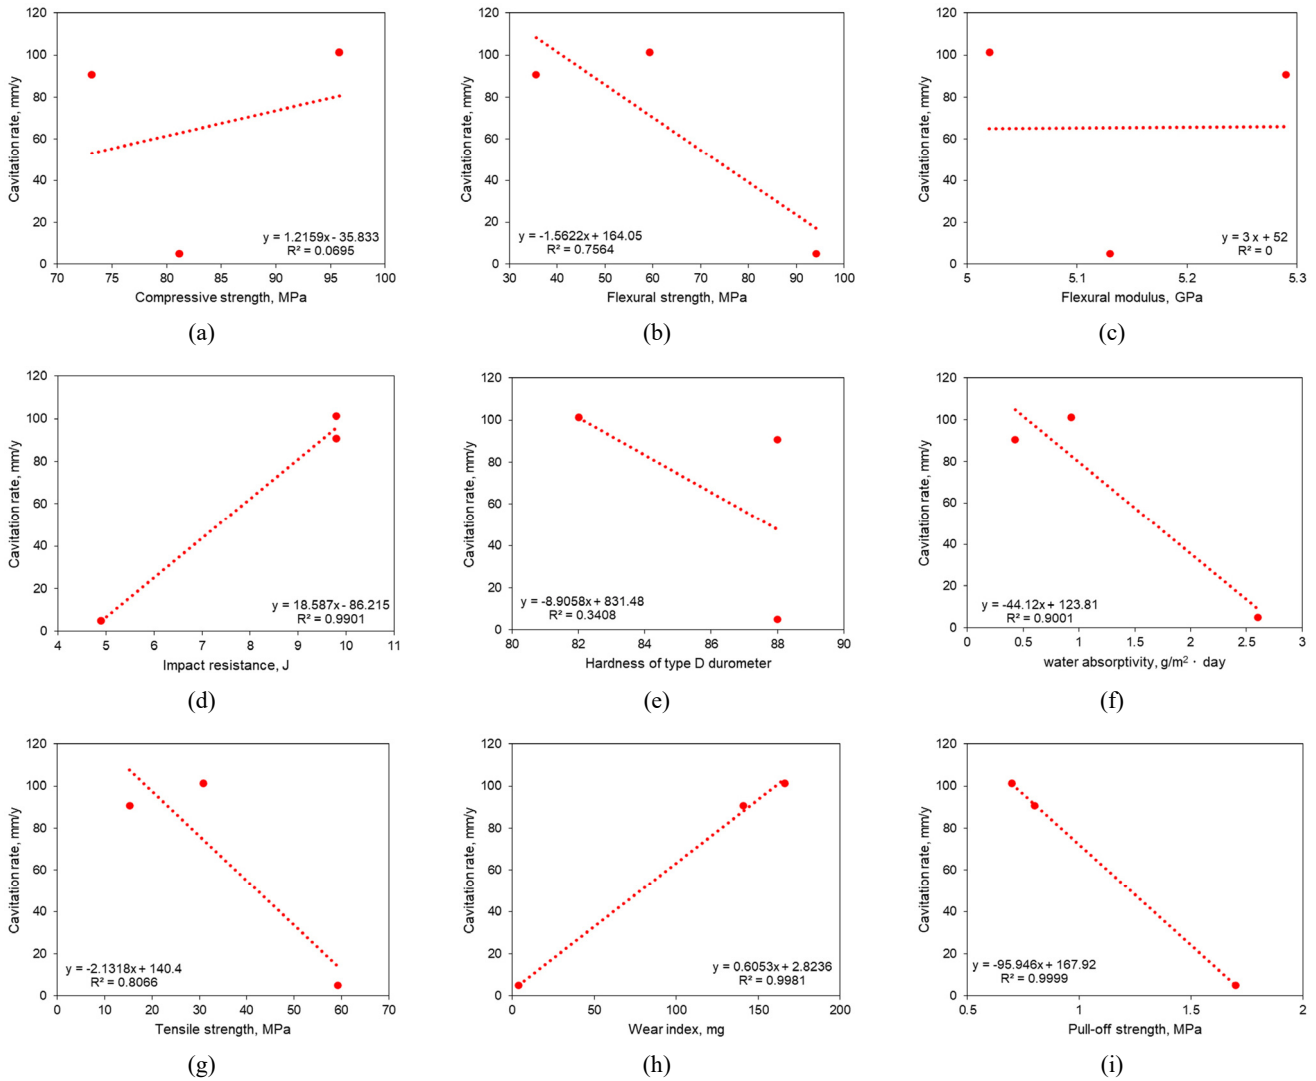 120
100
80
60
40
20
0
Cavitation rate, mm/y
y = 1.2159x - 35.833
R² = 0.0695
70 75 80 85 90 95 100
Compressive strength, MPa
(a)
120
100
80
60
40
20
0
Cavitation rate, mm/y
y = -1.5622x + 164.05
R² = 0.7564
30 40 50 60 70 80 90 100
Flexural strength, MPa
(b)
120
100
80
60
40
20
0
Cavitation rate, mm/y
y = 3 x + 52
R² = 0
5 5.1 5.2 5.3
Flexural modulus, GPa
(c)
120
100
80
60
40
20
0
Cavitation rate, mm/y
y = 18.587x - 86.215
R² = 0.9901
4 5 6 7 8 9 10 11
Impact resistance, J
(d)
120
100
80
60
40
20
0
Cavitation rate, mm/y
y = -8.9058x + 831.48
R² = 0.3408
80 82 84 86 88 90
Hardness of type D durometer
(e)
120
100
80
60
40
20
0
Cavitation rate, mm/y
y = -44.12x + 123.81
R² = 0.9001
0 0.5 1 1.5 2 2.5 3
water absorptivity, g/m² · day
(f)
120
100
80
60
40
20
0
Cavitation rate, mm/y
y = -2.1318x + 140.4
R² = 0.8066
0 10 20 30 40 50 60 70
Tensile strength, MPa
(g)
120
100
80
60
40
20
0
Cavitation rate, mm/y
y = 0.6053x + 2.8236
R² = 0.9981
0 50 100 150 200
Wear index, mg
(h)
120
100
80
60
40
20
0
Cavitation rate, mm/y
y = -95.946x + 167.92
R² = 0.9999
0.5 1 1.5 2
Pull-off strength, MPa
(i)